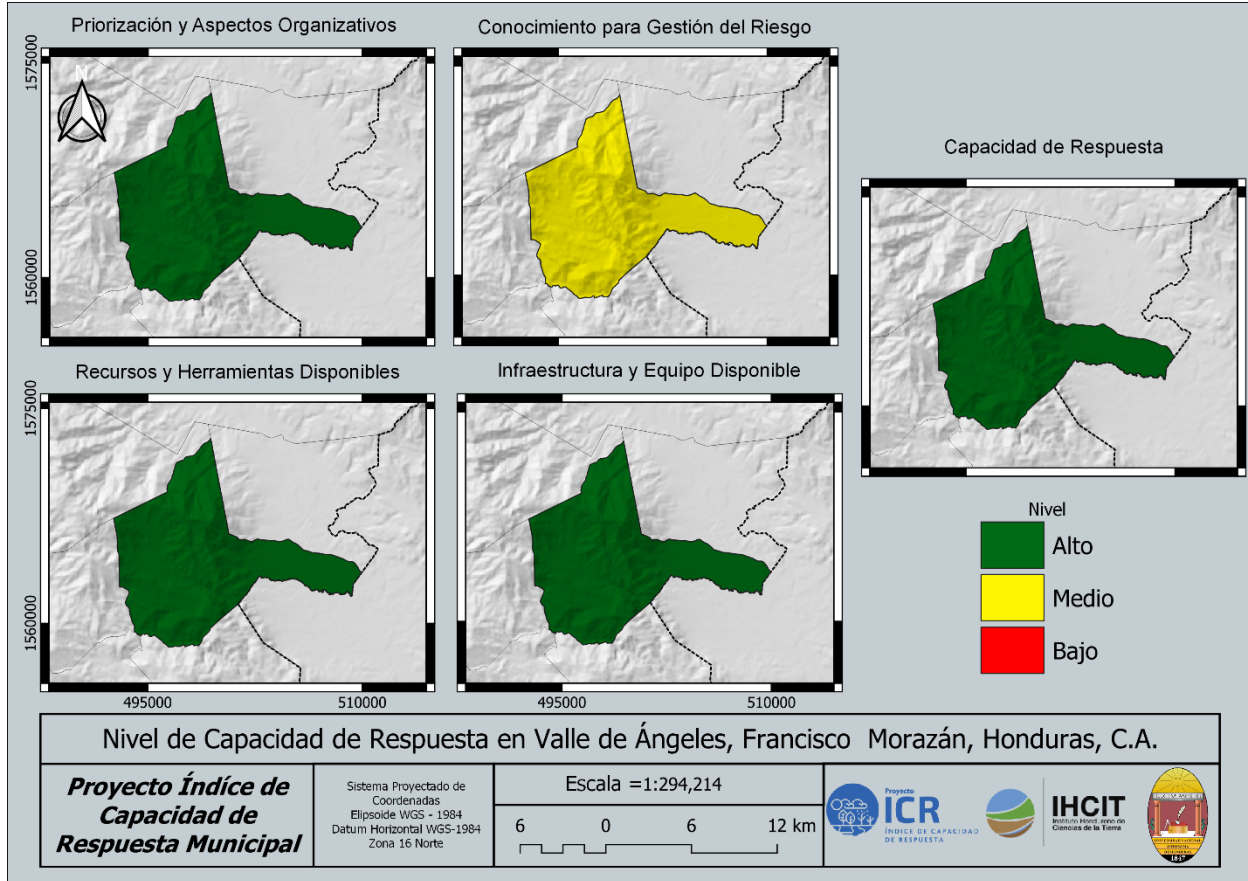 Priorización y Aspectos Organizativos
Conocimiento para Gestión del Riesgo
1575000
N
1560000
Capacidad de Respuesta
Recursos y Herramientas Disponibles
Infraestructura y Equipo Disponible
1575000
1560000
495000
510000
495000
510000
Nivel
Alto
Medio
Bajo
Nivel de Capacidad de Respuesta en Valle de Ángeles, Francisco Morazán, Honduras, C.A.
Proyecto Índíce de
Capacidad de
Respuesta Municipal
Sistema Proyectado de
Coordenadas
Elipsoide WGS - 1984
Datum Horizontal WGS-1984
Zona 16 Norte
Escala =1:294,214
6 0 6 12 km
Proyecto
ICR
ÍNDICE DE CAPACIDAD
DE RESPUESTA
IHCIT
Instituto Hondureño de
Ciencias de la Tierra
1847